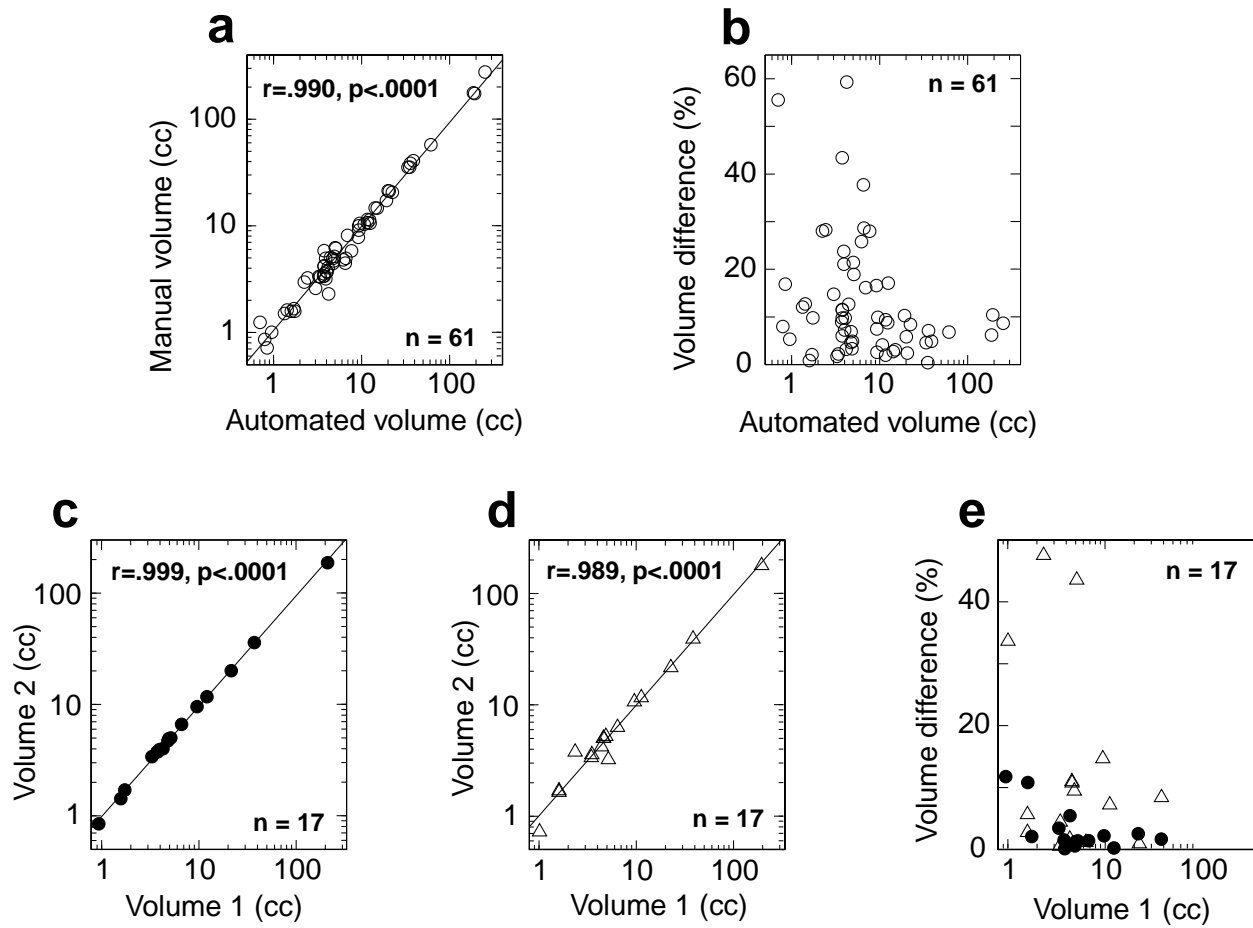 a
r=.990, p<.0001
n = 61
Manual volume (cc)
100
10
1
1 10 100
Automated volume (cc)
b
n = 61
Volume difference (%)
60
40
20
0
1 10 100
Automated volume (cc)
c
r=.999, p<.0001
n = 17
Volume 2 (cc)
100
10
1
1 10 100
Volume 1 (cc)
d
r=.989, p<.0001
n = 17
Volume 2 (cc)
100
10
1
1 10 100
Volume 1 (cc)
e
n = 17
Volume difference (%)
40
20
0
1 10 100
Volume 1 (cc)